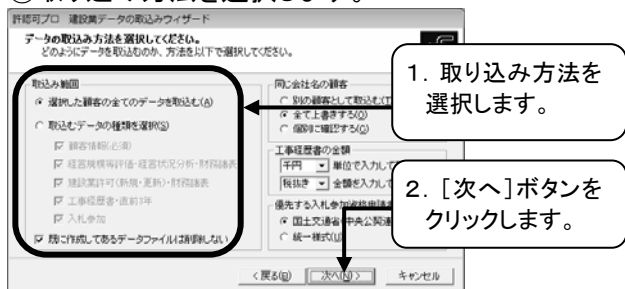 許認可プロ 建設業データの取込みウィザード
データの取込み方法を選択してください。
どのようにデータを取込むのか、方法を以下で選択してください。
取込み範囲
選択した顧客の全てのデータを取込む(A)
取込むデータの種類を選択(S)
顧客情報(必須)
経営規模等評価・経営状況分析・財務諸表
建設業許可(新規・更新)・財務諸表
工事経歴書・直前3年
入札参加
既に作成してあるデータファイルは削除しない
同じ会社名の顧客
別の顧客として取込む(T
全て上書きする(O)
個別に確認する(Q)
工事経歴書の金額
千円 単位で入力して
税抜き 金額を入力して
優先する入札参加資格申請
国土交通省 中央公関連
統一様式(U)
< 戻る(B) 次へ(N) > キャンセル
1. 取り込み方法を
選択します。
2. [次へ]ボタンを
クリックします。